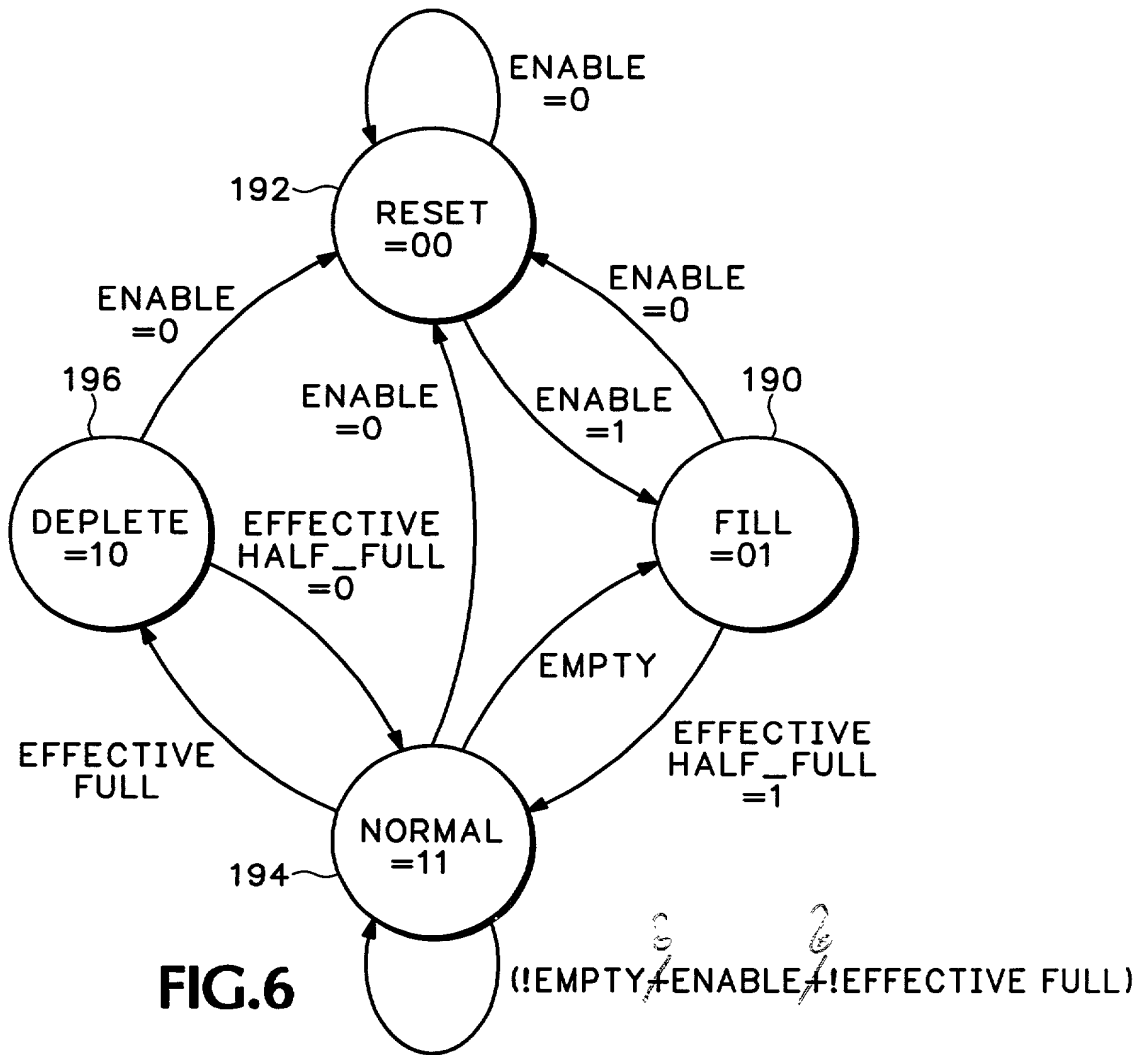 ENABLE
=0
192
RESET
=00
ENABLE
=0
ENABLE
=0
196
ENABLE
=0
ENABLE
=1
190
DEPLETE
=10
EFFECTIVE
HALF_FULL
=0
FILL
=01
EMPTY
EFFECTIVE
FULL
EFFECTIVE
HALF_FULL
=1
NORMAL
=11
194
FIG.6
(!EMPTY+ENABLE+!EFFECTIVE FULL)